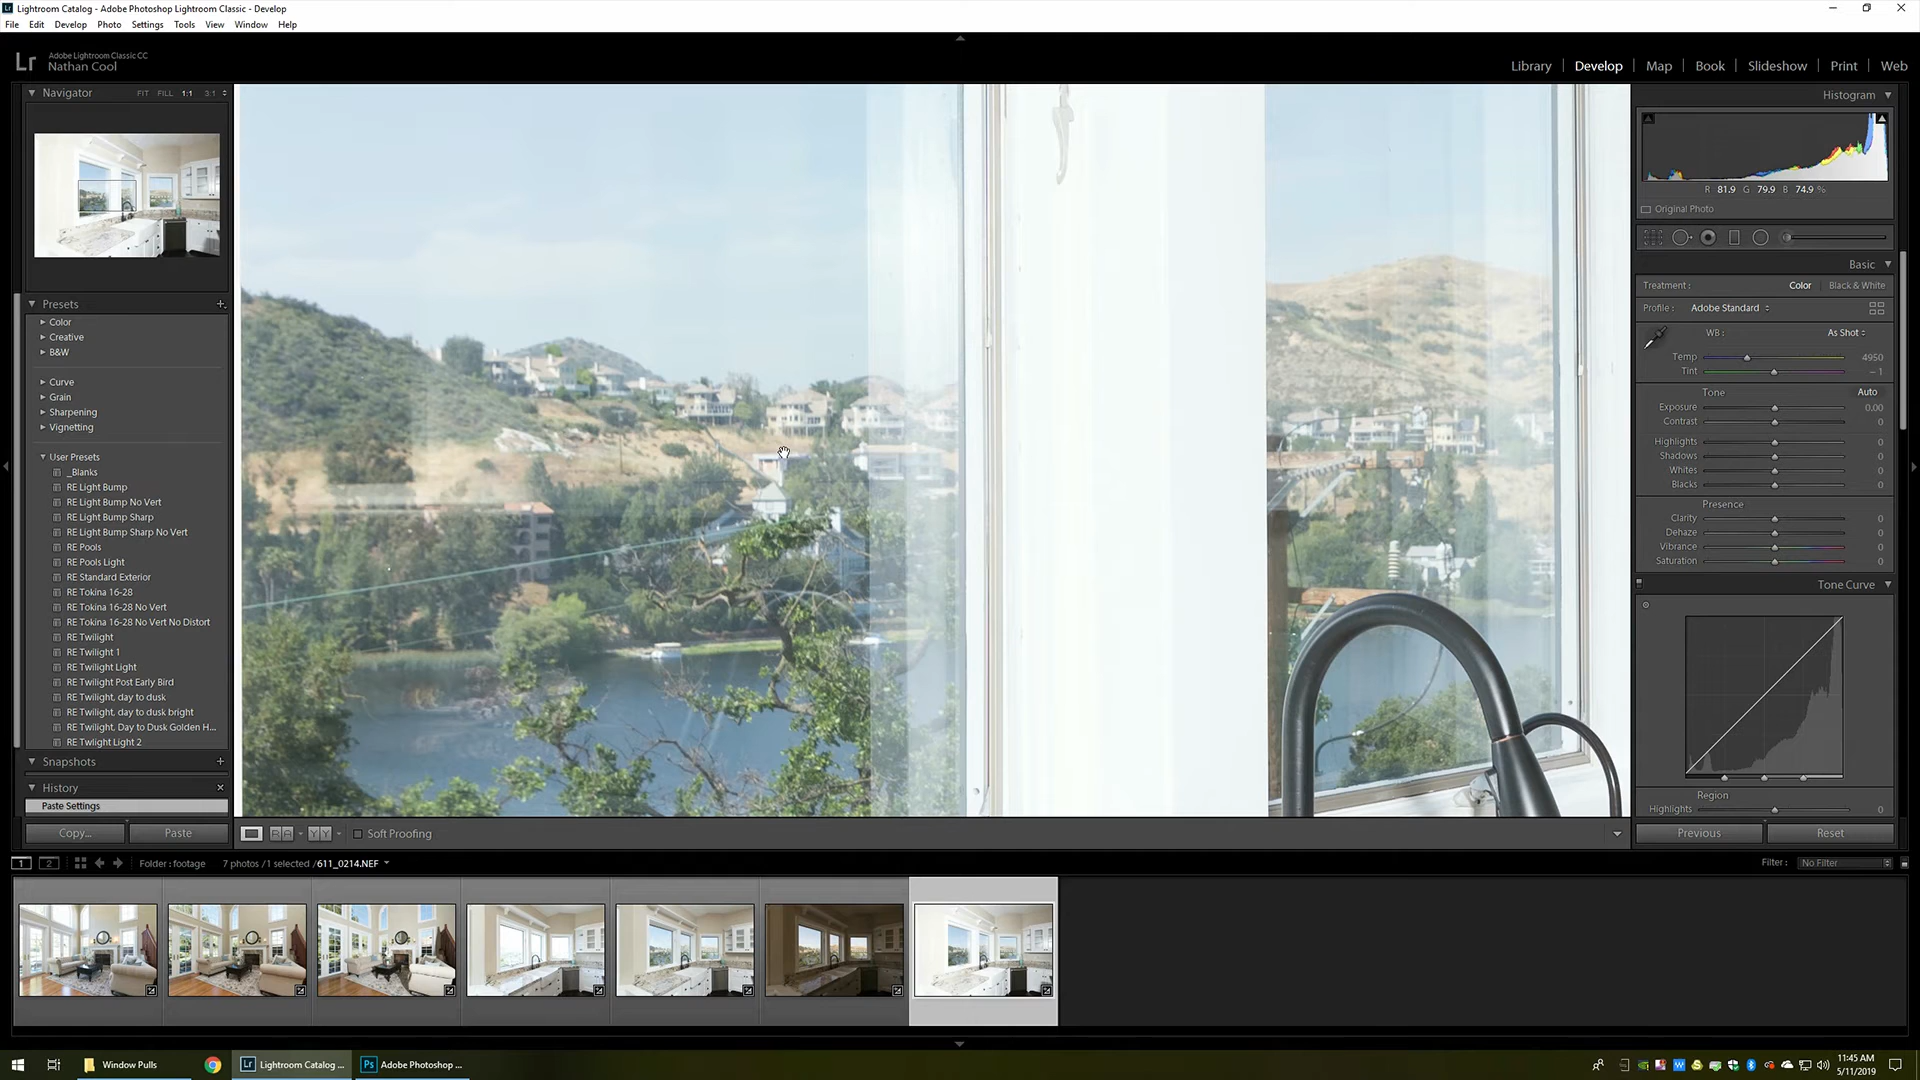 Lightroom Catalog - Adobe Photoshop Lightroom Classic - Develop
File Edit Develop Photo Settings Tools View Window Help
Lr Adobe Lightroom Classic CC
Nathan Cool
Library | Develop | Map | Book | Slideshow | Print | Web
Navigator FIT FILL 1:1 3:1
Presets +
Color
Creative
B&W
Curve
Grain
Sharpening
Vignetting
User Presets
_Blanks
RE Light Bump
RE Light Bump No Vert
RE Light Bump Sharp
RE Light Bump Sharp No Vert
RE Pools
RE Pools Light
RE Standard Exterior
RE Tokina 16-28
RE Tokina 16-28 No Vert
RE Tokina 16-28 No Vert No Distort
RE Twilight
RE Twilight 1
RE Twilight Light
RE Twilight Post Early Bird
RE Twilight, day to dusk
RE Twilight, day to dusk bright
RE Twilight, Day to Dusk Golden H...
RE Twlight Light 2
Snapshots +
History
Paste Settings
Copy... Paste
Soft Proofing
Histogram
R 81.9 G 79.9 B 74.9 %
Original Photo
Basic
Treatment : Color Black & White
Profile : Adobe Standard
WB : As Shot
Temp 4950
Tint - 1
Tone Auto
Exposure 0.00
Contrast 0
Highlights 0
Shadows 0
Whites 0
Blacks 0
Presence
Clarity 0
Dehaze 0
Vibrance 0
Saturation 0
Tone Curve
Region
Highlights 0
Previous Reset
1 2 Folder : footage 7 photos / 1 selected / 611_0214.NEF Filter : No Filter
Window Pulls Lr Lightroom Catalog ... Ps Adobe Photoshop ... 11:45 AM
5/11/2019